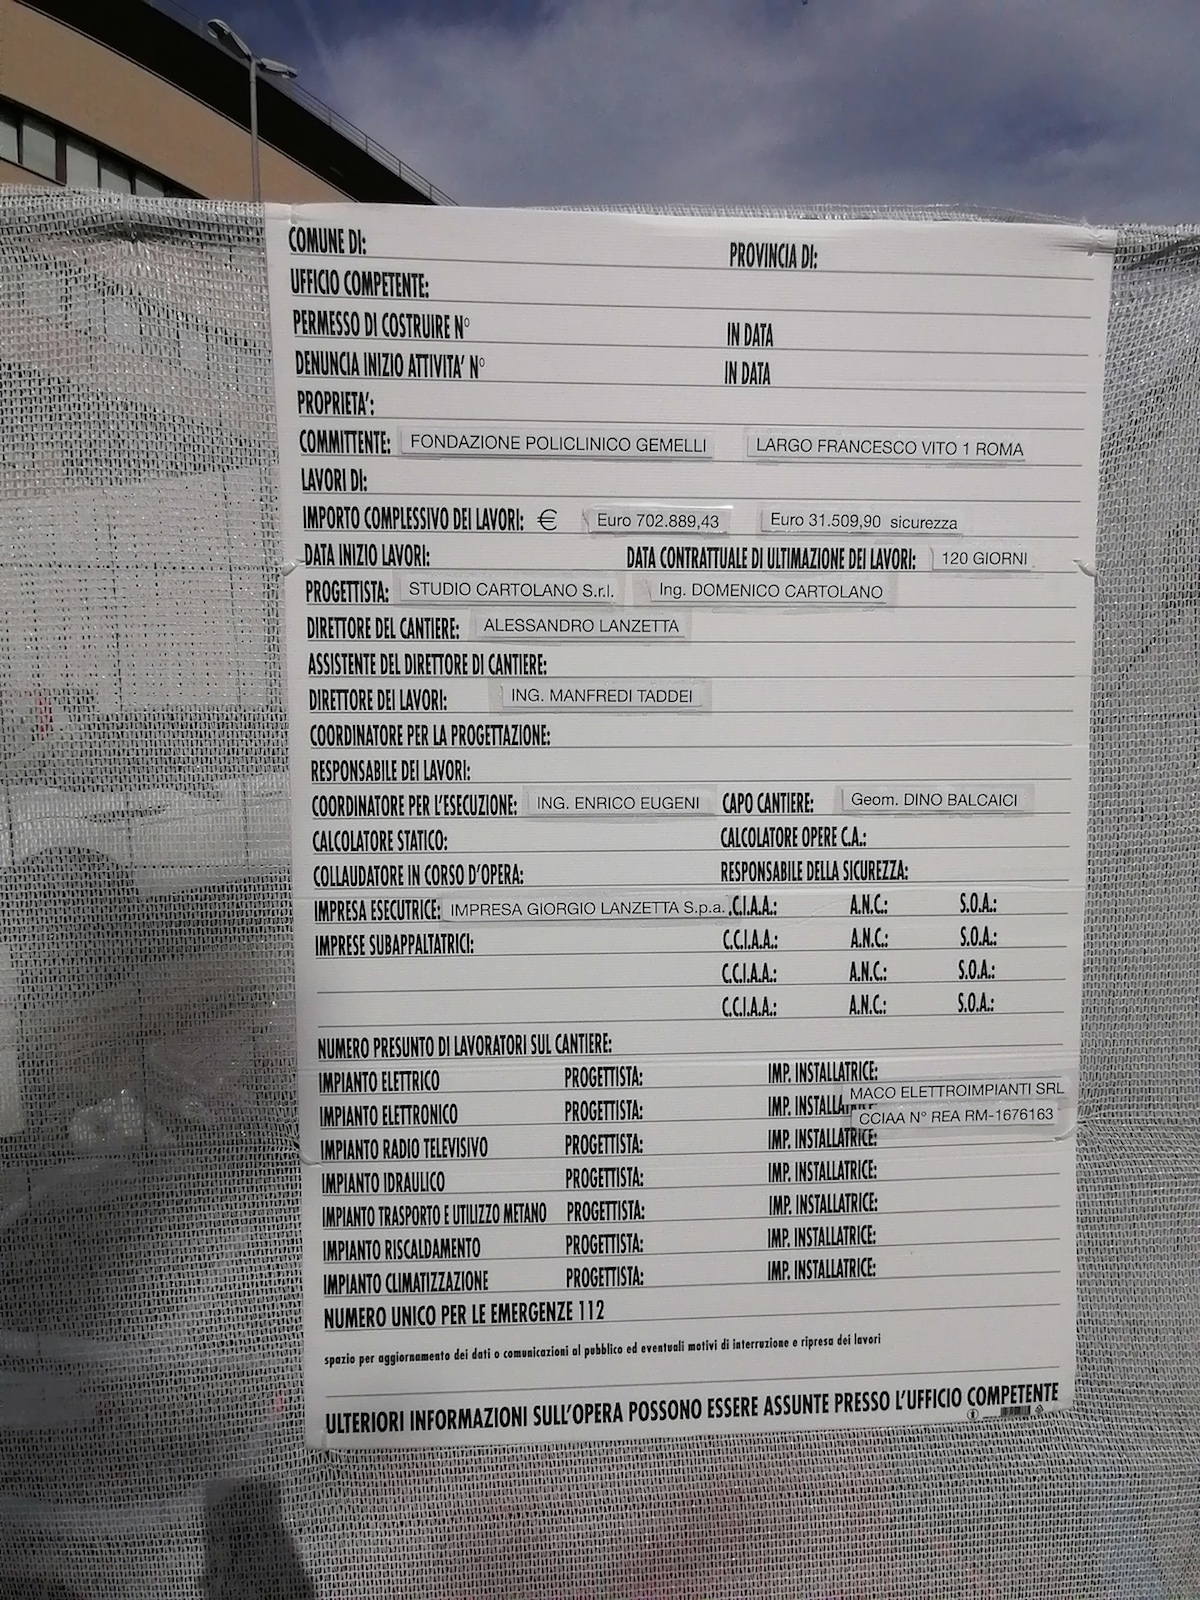 COMUNE DI: PROVINCIA DI:
UFFICIO COMPETENTE:
PERMESSO DI COSTRUIRE N° IN DATA
DENUNCIA INIZIO ATTIVITA' N° IN DATA
PROPRIETA':
COMMITTENTE: FONDAZIONE POLICLINICO GEMELLI LARGO FRANCESCO VITO 1 ROMA
LAVORI DI:
IMPORTO COMPLESSIVO DEI LAVORI: € Euro 702.889,43 Euro 31.509,90 sicurezza
DATA INIZIO LAVORI: DATA CONTRATTUALE DI ULTIMAZIONE DEI LAVORI: 120 GIORNI
PROGETTISTA: STUDIO CARTOLANO S.r.l. Ing. DOMENICO CARTOLANO
DIRETTORE DEL CANTIERE: ALESSANDRO LANZETTA
ASSISTENTE DEL DIRETTORE DI CANTIERE:
DIRETTORE DEI LAVORI: ING. MANFREDI TADDEI
COORDINATORE PER LA PROGETTAZIONE:
RESPONSABILE DEI LAVORI:
COORDINATORE PER L'ESECUZIONE: ING. ENRICO EUGENI CAPO CANTIERE: Geom. DINO BALCAICI
CALCOLATORE STATICO: CALCOLATORE OPERE C.A.:
COLLAUDATORE IN CORSO D'OPERA: RESPONSABILE DELLA SICUREZZA:
IMPRESA ESECUTRICE: IMPRESA GIORGIO LANZETTA S.p.a. .C.I.A.A.: A.N.C.: S.O.A.:
IMPRESE SUBAPPALTATRICI: C.C.I.A.A.: A.N.C.: S.O.A.:
C.C.I.A.A.: A.N.C.: S.O.A.:
C.C.I.A.A.: A.N.C.: S.O.A.:
NUMERO PRESUNTO DI LAVORATORI SUL CANTIERE:
IMPIANTO ELETTRICO PROGETTISTA: IMP. INSTALLATRICE:
MACO ELETTROIMPIANTI SRL
IMPIANTO ELETTRONICO PROGETTISTA: IMP. INSTALLATRICE
CCIAA N° REA RM-1676163
IMPIANTO RADIO TELEVISIVO PROGETTISTA: IMP. INSTALLATRICE:
IMPIANTO IDRAULICO PROGETTISTA: IMP. INSTALLATRICE:
IMPIANTO TRASPORTO E UTILIZZO METANO PROGETTISTA: IMP. INSTALLATRICE:
IMPIANTO RISCALDAMENTO PROGETTISTA: IMP. INSTALLATRICE:
IMPIANTO CLIMATIZZAZIONE PROGETTISTA: IMP. INSTALLATRICE:
NUMERO UNICO PER LE EMERGENZE 112
spazio per aggiornamento dei dati o comunicazioni al pubblico ed eventuali motivi di interruzione e ripresa dei lavori
ULTERIORI INFORMAZIONI SULL'OPERA POSSONO ESSERE ASSUNTE PRESSO L'UFFICIO COMPETENTE